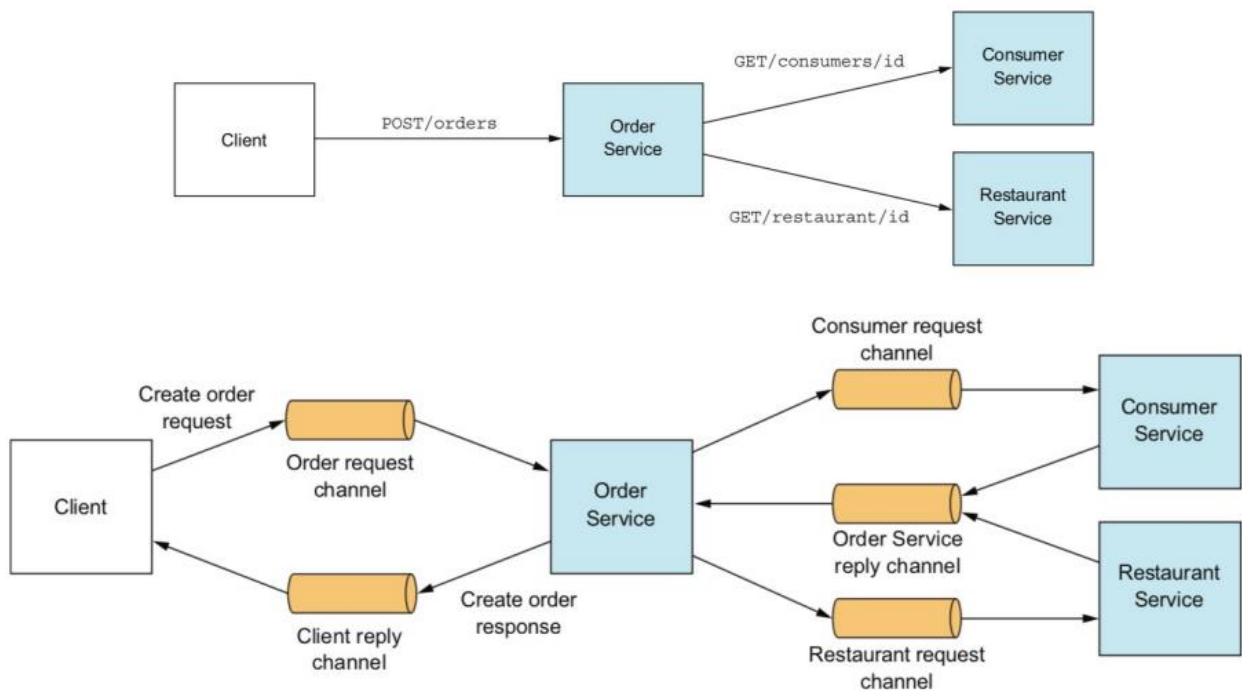 Consumer
Service
GET/consumers/id
Client
POST/orders
Order
Service
Restaurant
Service
GET/restaurant/id
Consumer request
channel
Create order
request
Consumer
Service
Order request
channel
Client
Order
Service
Order Service
reply channel
Restaurant
Service
Create order
response
Client reply
channel
Restaurant request
channel